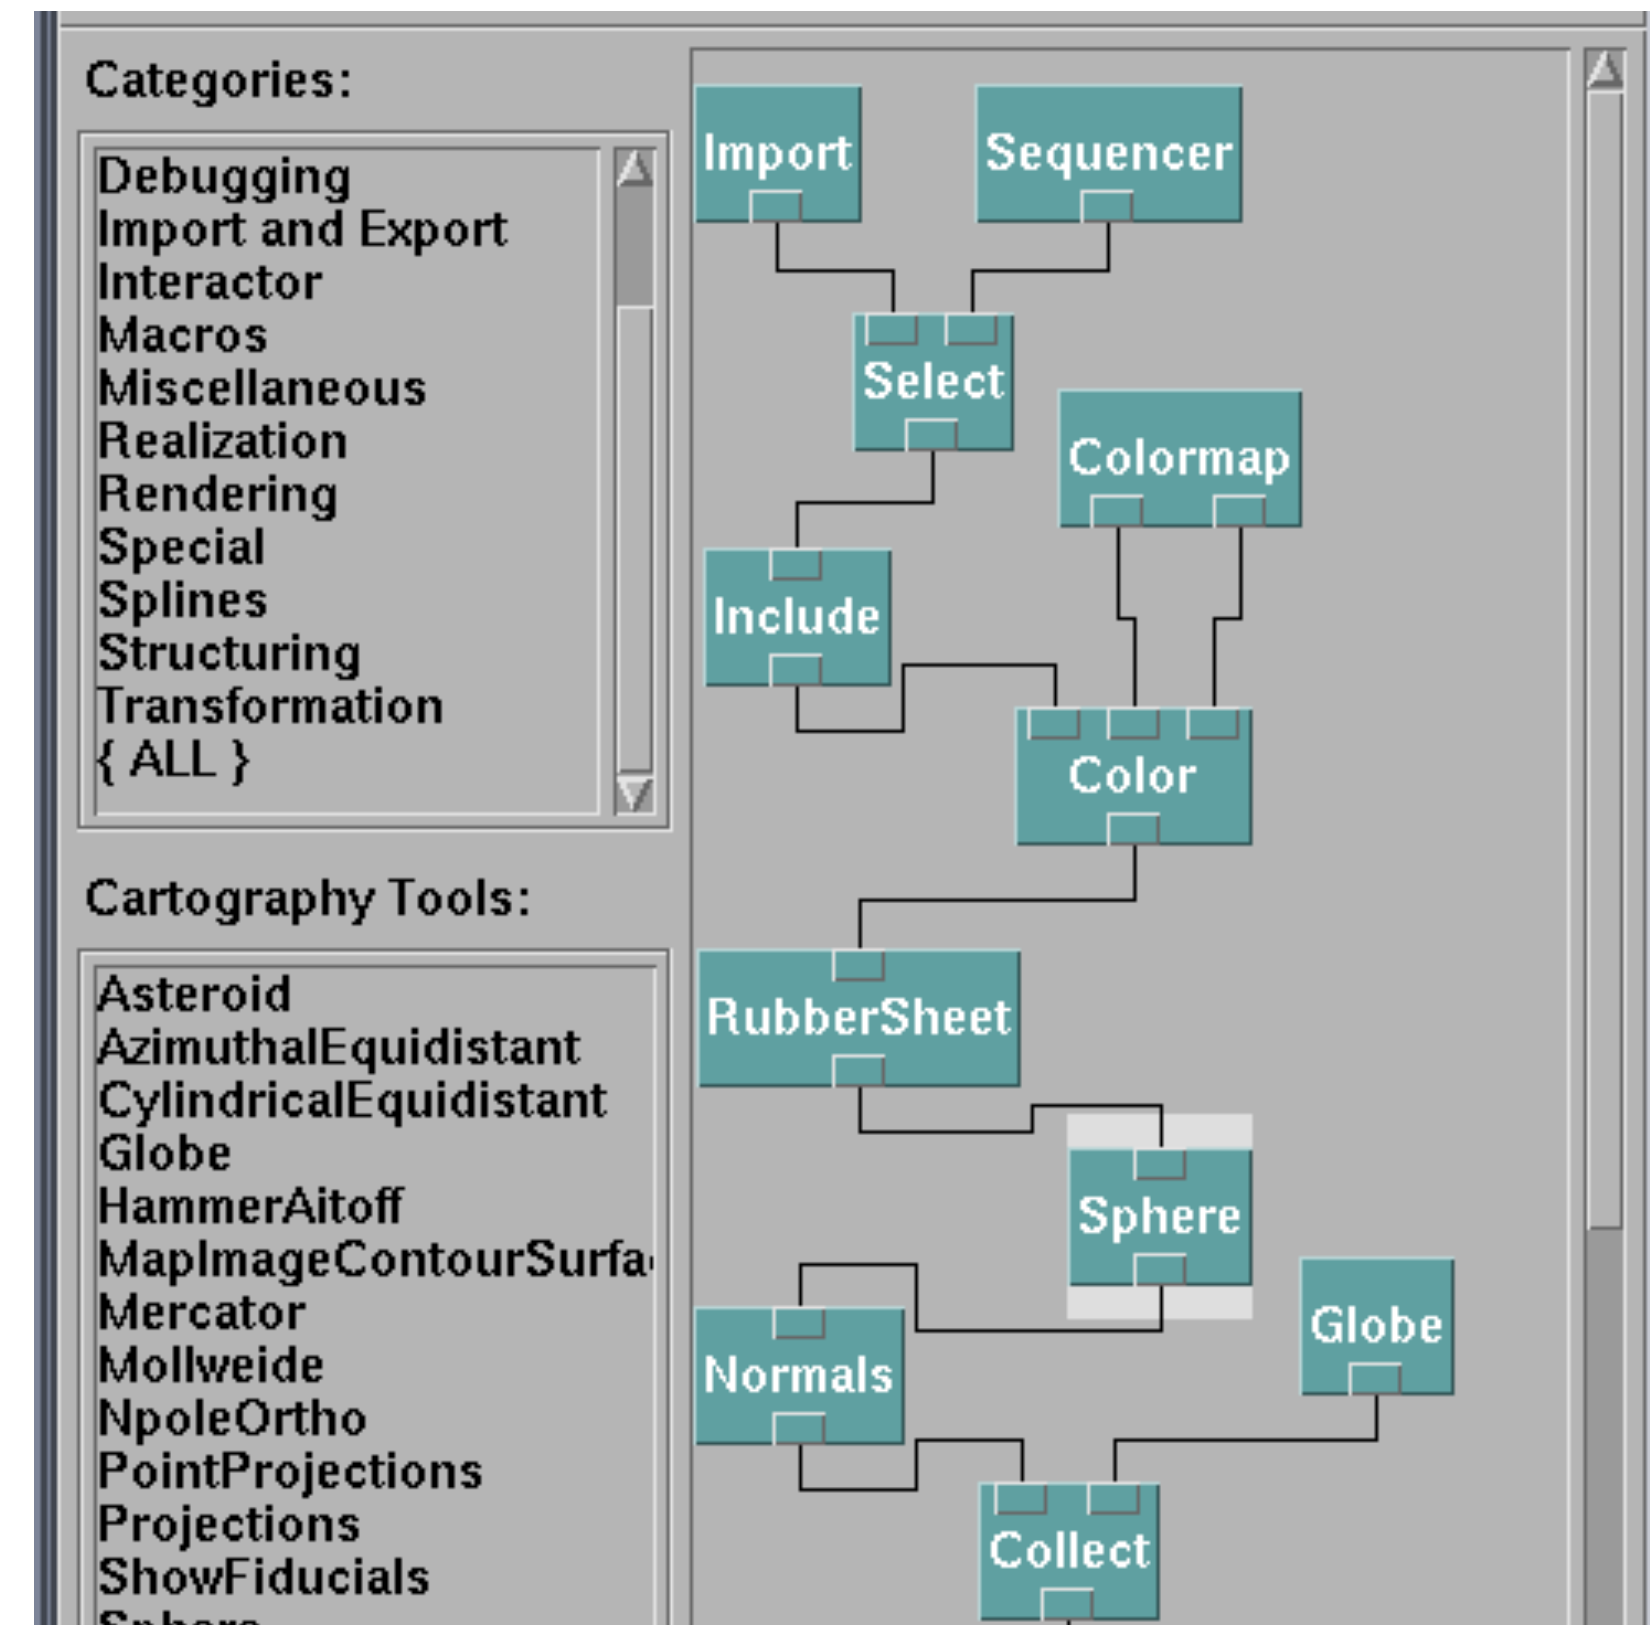 Categories:
Debugging
Import and Export
Interactor
Macros
Miscellaneous
Realization
Rendering
Special
Splines
Structuring
Transformation
{ ALL }
Cartography Tools:
Asteroid
AzimuthalEquidistant
CylindricalEquidistant
Globe
HammerAitoff
Mercator
Mollweide
NpoleOrtho
PointProjections
Projections
ShowFiducials
Import
Sequencer
Select
Colormap
Include
Color
RubberSheet
Sphere
Globe
Normals
Collect